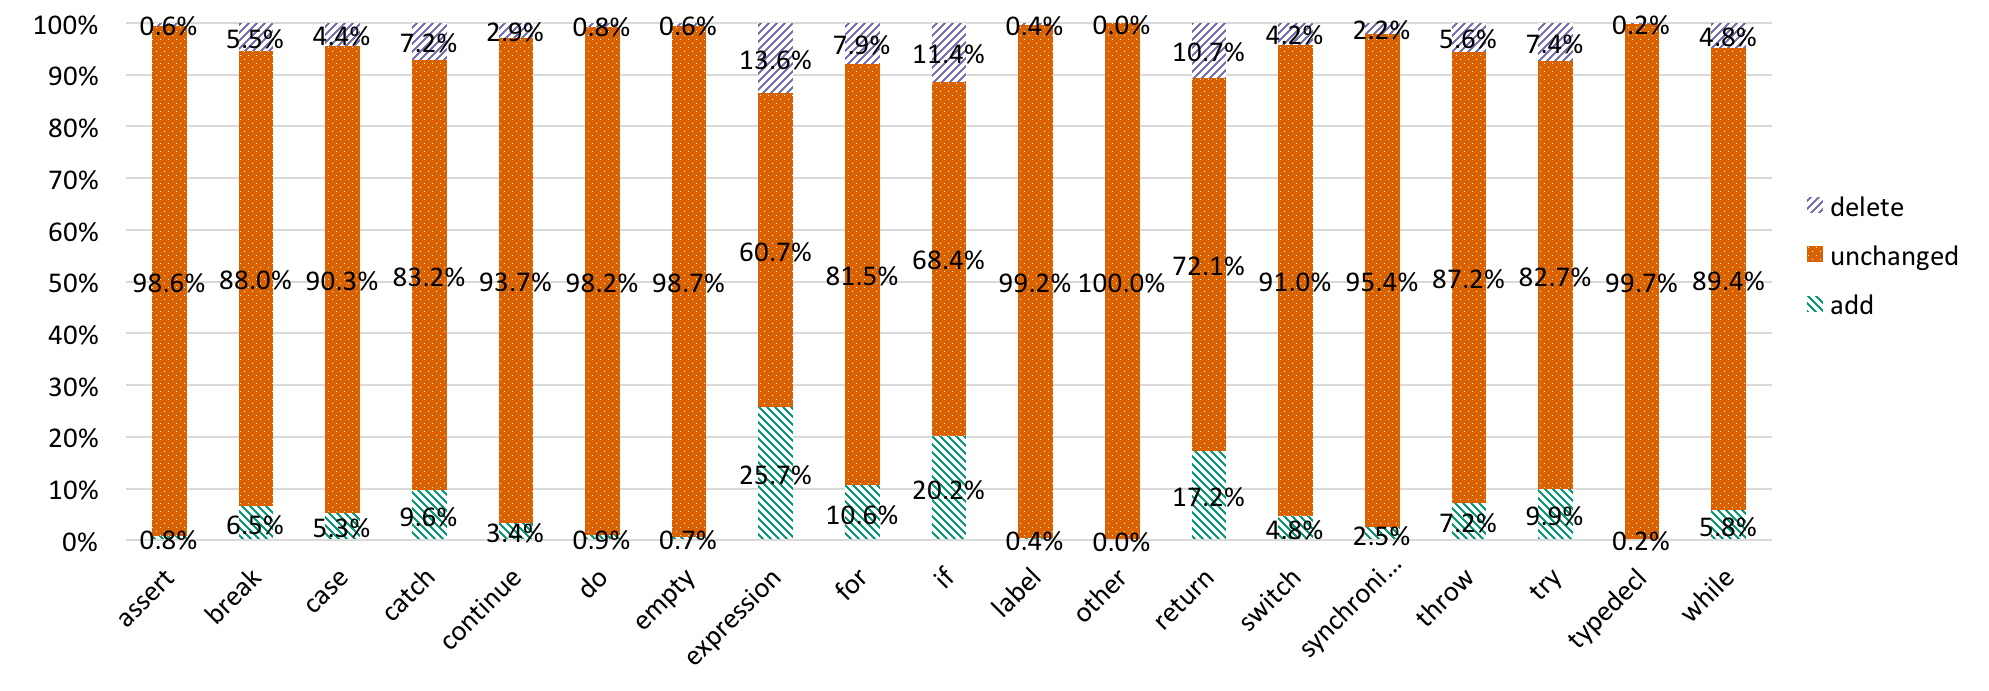 100%
90%
80%
70%
60%
50%
40%
30%
20%
10%
0%
0.6% 5.5% 4.4% 7.2% 2.9% 0.8% 0.6% 13.6% 7.9% 11.4% 0.4% 0.0% 10.7% 4.2% 2.2% 5.6% 7.4% 0.2% 4.8%
98.6% 88.0% 90.3% 83.2% 93.7% 98.2% 98.7% 60.7% 81.5% 68.4% 99.2% 100.0% 72.1% 91.0% 95.4% 87.2% 82.7% 99.7% 89.4%
0.8% 6.5% 5.3% 9.6% 3.4% 0.9% 0.7% 25.7% 10.6% 20.2% 0.4% 0.0% 17.2% 4.8% 2.5% 7.2% 9.9% 0.2% 5.8%
assert
break
case
catch
continue
do
empty
expression
for
if
label
other
return
switch
synchroni...
throw
try
typedecl
while
delete
unchanged
add